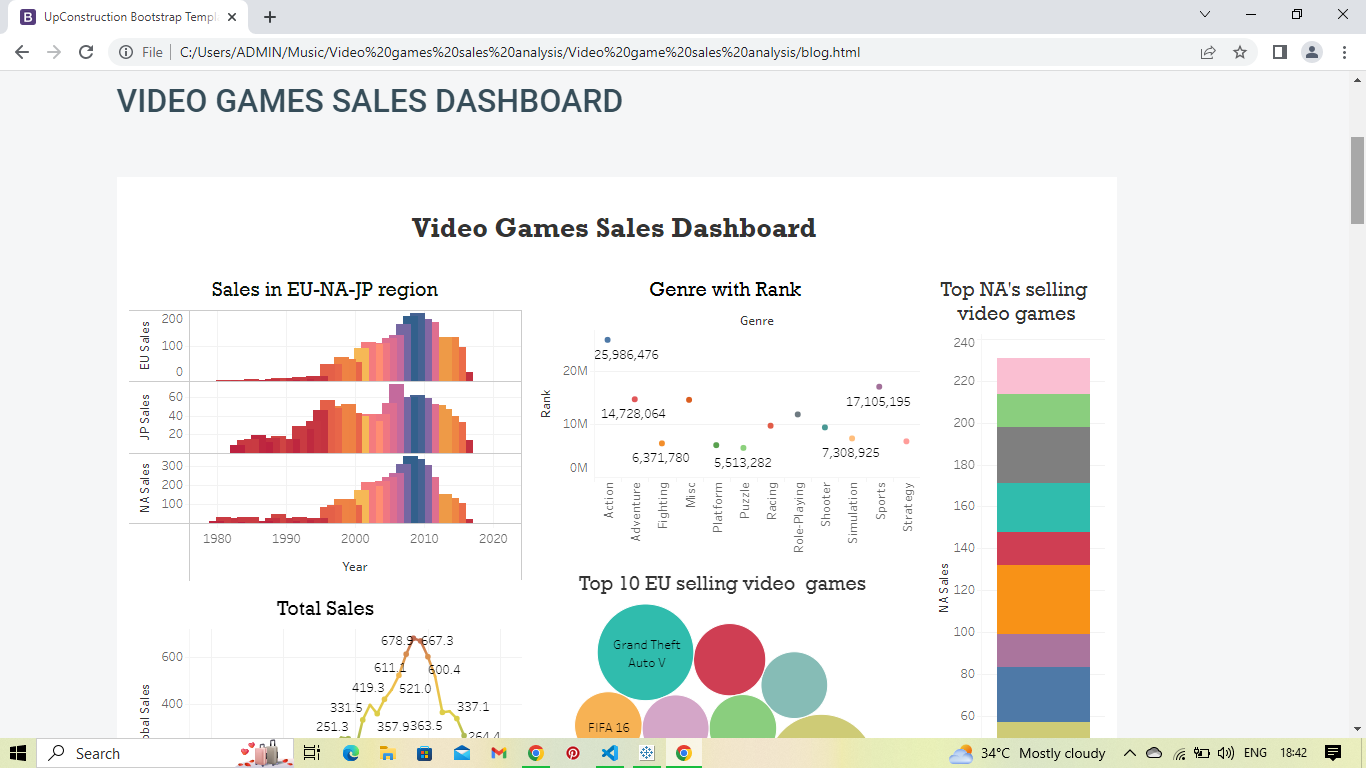 UpConstruction Bootstrap Templ
File
C:/Users/ADMIN/Music/Video%20games%20sales%20analysis/Video%20game%20sales%20analysis/blog.html
VIDEO GAMES SALES DASHBOARD
Video Games Sales Dashboard
Sales in EU-NA-JP region
EU Sales
200
100
0
JP Sales
60
40
20
NA Sales
300
200
100
1980 1990 2000 2010 2020
Year
Total Sales
obal Sales
600
400
678.9 667.3
611.1 600.4
419.3 521.0
331.5 337.1
251.3 357.9 363.5 264.4
Genre with Rank
Genre
Rank
20M
10M
0M
25,986,476
14,728,064
17,105,195
6,371,780
5,513,282
7,308,925
Action
Adventure
Fighting
Misc
Platform
Puzzle
Racing
Role-Playing
Shooter
Simulation
Sports
Strategy
Top 10 EU selling video games
Grand Theft
Auto V
FIFA 16
Top NA's selling
video games
NA Sales
240
220
200
180
160
140
120
100
80
60
Search
34°C Mostly cloudy
ENG
18:42